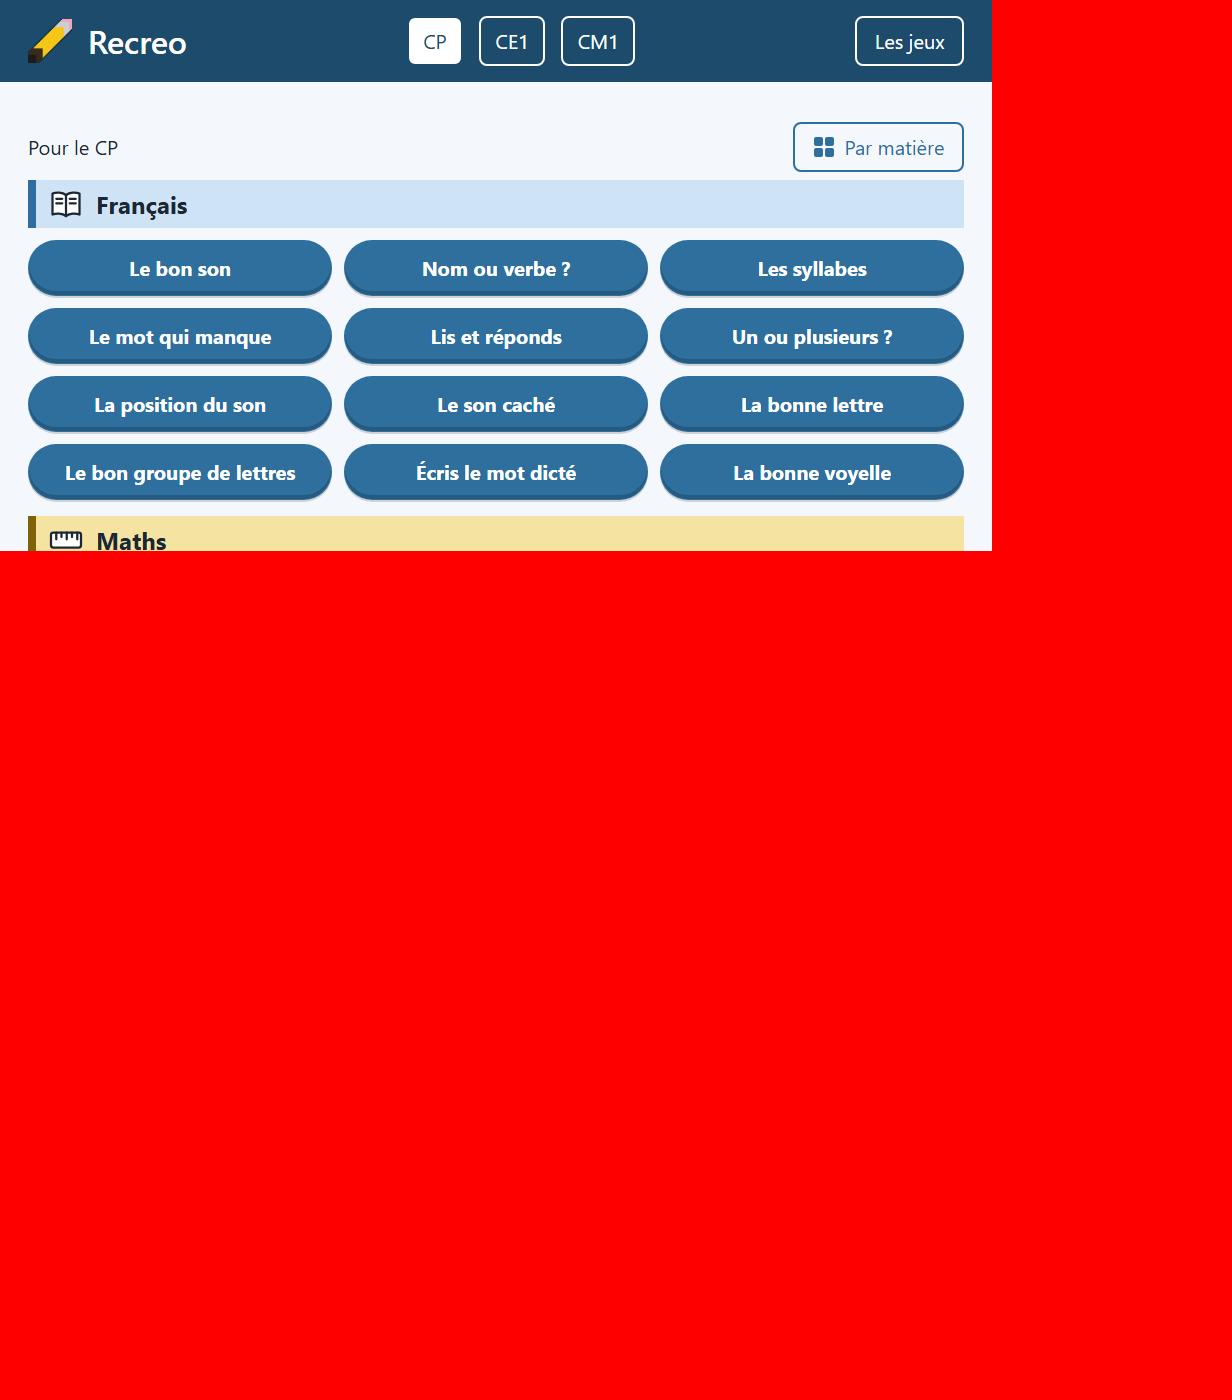 Recreo
CP
CE1
CM1
Les jeux
Pour le CP
Par matière
Français
Le bon son
Nom ou verbe ?
Les syllabes
Le mot qui manque
Lis et réponds
Un ou plusieurs ?
La position du son
Le son caché
La bonne lettre
Le bon groupe de lettres
Écris le mot dicté
La bonne voyelle
Maths